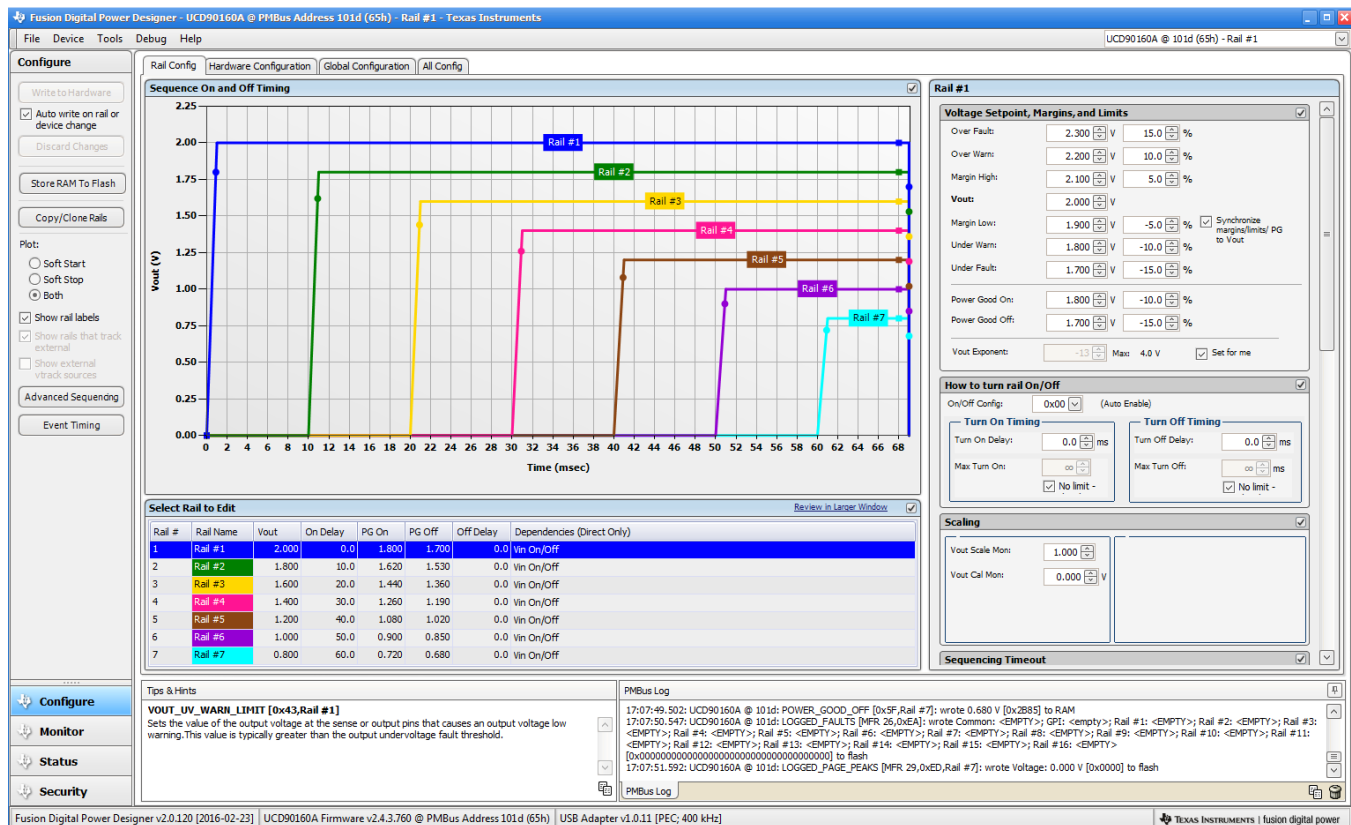 Fusion Digital Power Designer - UCD90160A @ PMBus Address 101d (65h) - Rail #1 - Texas Instruments
File Device Tools Debug Help
UCD90160A @ 101d (65h) - Rail #1
Configure
Write to Hardware
Auto write on rail or
device change
Discard Changes
Store RAM To Flash
Copy/Clone Rails
Plot:
Soft Start
Soft Stop
Both
Show rail labels
Show rails that track
external
Show external
vtrack sources
Advanced Sequencing
Event Timing
Rail Config Hardware Configuration Global Configuration All Config
Sequence On and Off Timing
Vout (V)
2.25
2.00
1.75
1.50
1.25
1.00
0.75
0.50
0.25
0.00
Rail #1
Rail #2
Rail #3
Rail #4
Rail #5
Rail #6
Rail #7
0 2 4 6 8 10 12 14 16 18 20 22 24 26 28 30 32 34 36 38 40 42 44 46 48 50 52 54 56 58 60 62 64 66 68
Time (msec)
Select Rail to Edit Review in Larger Window
Rail # Rail Name Vout On Delay PG On PG Off Off Delay Dependencies (Direct Only)
1 Rail #1 2.000 0.0 1.800 1.700 0.0 Vin On/Off
2 Rail #2 1.800 10.0 1.620 1.530 0.0 Vin On/Off
3 Rail #3 1.600 20.0 1.440 1.360 0.0 Vin On/Off
4 Rail #4 1.400 30.0 1.260 1.190 0.0 Vin On/Off
5 Rail #5 1.200 40.0 1.080 1.020 0.0 Vin On/Off
6 Rail #6 1.000 50.0 0.900 0.850 0.0 Vin On/Off
7 Rail #7 0.800 60.0 0.720 0.680 0.0 Vin On/Off
Rail #1
Voltage Setpoint, Margins, and Limits
Over Fault: 2.300 V 15.0 %
Over Warn: 2.200 V 10.0 %
Margin High: 2.100 V 5.0 %
Vout: 2.000 V
Margin Low: 1.900 V -5.0 %
Synchronize
margins/limits/ PG
to Vout
Under Warn: 1.800 V -10.0 %
Under Fault: 1.700 V -15.0 %
Power Good On: 1.800 V -10.0 %
Power Good Off: 1.700 V -15.0 %
Vout Exponent: -13 Max: 4.0 V Set for me
How to turn rail On/Off
On/Off Config: 0x00 (Auto Enable)
Turn On Timing
Turn On Delay: 0.0 ms
Max Turn On: ∞
No limit -
Turn Off Timing
Turn Off Delay: 0.0 ms
Max Turn Off: ∞ ms
No limit -
Scaling
Vout Scale Mon: 1.000
Vout Cal Mon: 0.000 V
Sequencing Timeout
Configure
Monitor
Status
Security
Tips & Hints
VOUT_UV_WARN_LIMIT [0x43,Rail #1]
Sets the value of the output voltage at the sense or output pins that causes an output voltage low
warning.This value is typically greater than the output undervoltage fault threshold.
PMBus Log
17:07:49.502: UCD90160A @ 101d: POWER_GOOD_OFF [0x5F,Rail #7]: wrote 0.680 V [0x2B85] to RAM
17:07:50.547: UCD90160A @ 101d: LOGGED_FAULTS [MFR 26,0xEA]: wrote Common: <EMPTY>; GPI: <empty>; Rail #1: <EMPTY>; Rail #2: <EMPTY>; Rail #3:
<EMPTY>; Rail #4: <EMPTY>; Rail #5: <EMPTY>; Rail #6: <EMPTY>; Rail #7: <EMPTY>; Rail #8: <EMPTY>; Rail #9: <EMPTY>; Rail #10: <EMPTY>; Rail #11:
<EMPTY>; Rail #12: <EMPTY>; Rail #13: <EMPTY>; Rail #14: <EMPTY>; Rail #15: <EMPTY>; Rail #16: <EMPTY>
17:07:51.592: UCD90160A @ 101d: LOGGED_PAGE_PEAKS [MFR 29,0xED,Rail #7]: wrote Voltage: 0.000 V [0x0000] to flash
PMBus Log
Fusion Digital Power Designer v2.0.120 [2016-02-23] UCD90160A Firmware v2.4.3.760 @ PMBus Address 101d (65h) USB Adapter v1.0.11 [PEC; 400 kHz] TEXAS INSTRUMENTS | fusion digital power